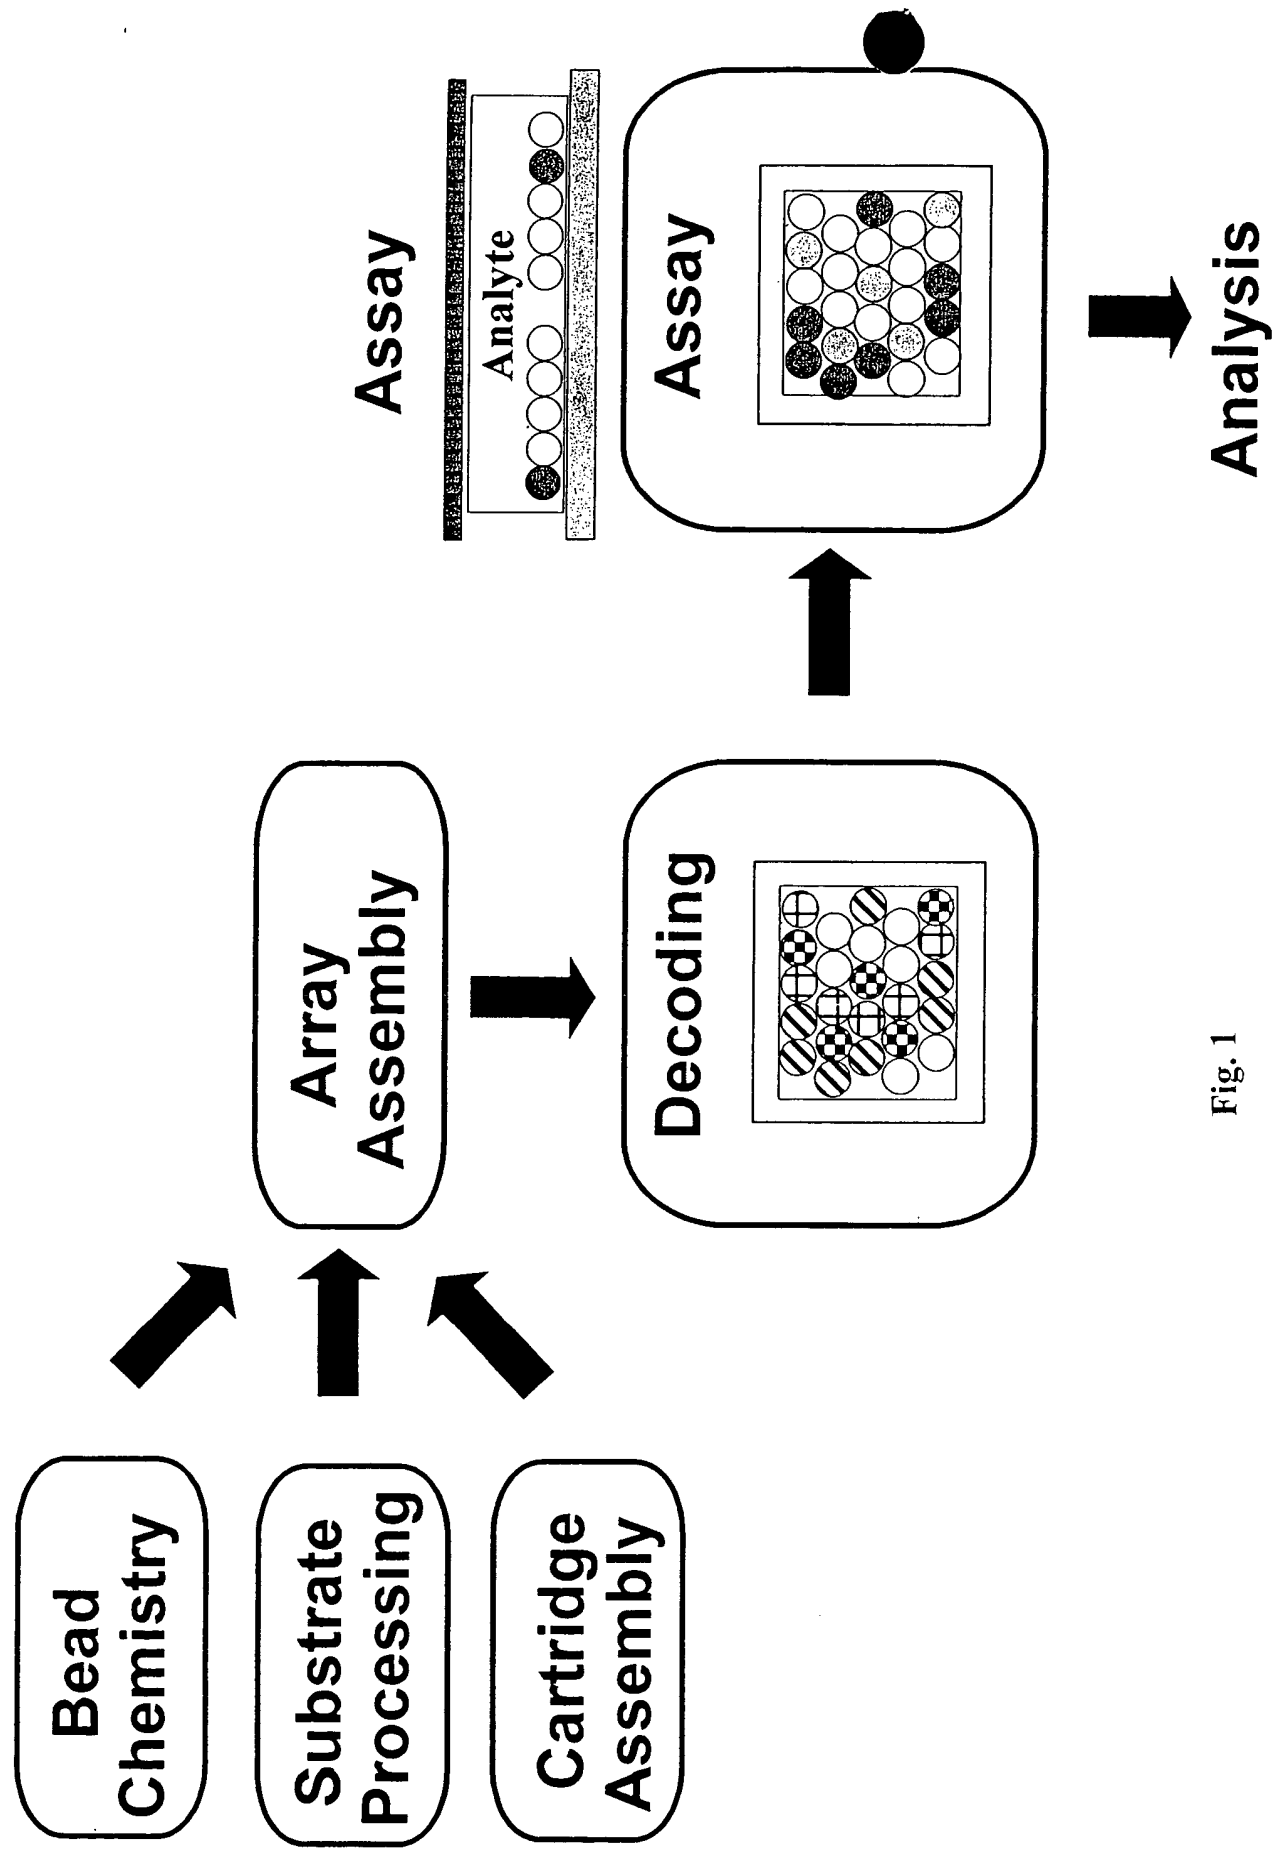 Bead
Chemistry
Substrate
Processing
Cartridge
Assembly
Array
Assembly
Decoding
Assay
Analyte
Assay
Analysis
Fig. 1